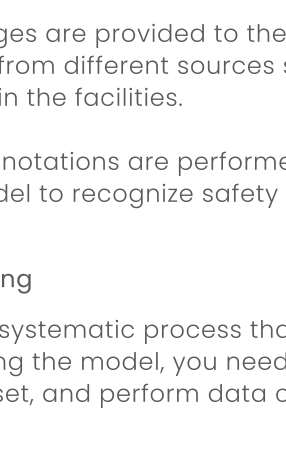 ges are provided to the
from different sources s
in the facilities.
notations are performe
del to recognize safety
ng
systematic process tha
ng the model, you need
set, and perform data c